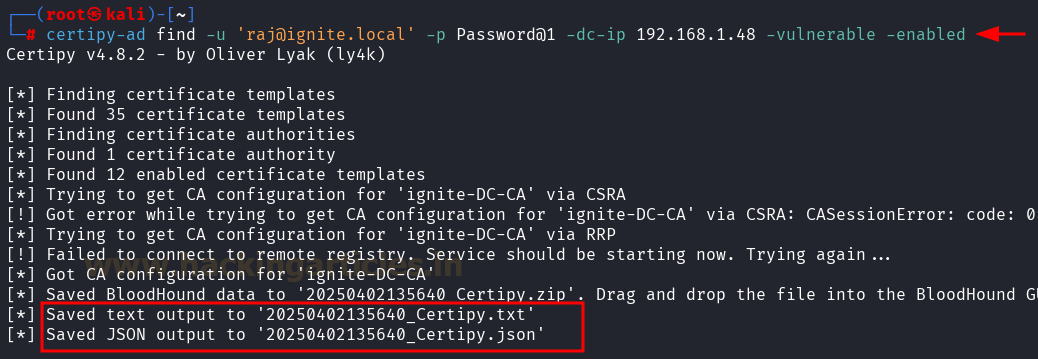 ┌──(root㉿kali)-[~]
└─# certipy-ad find -u 'raj@ignite.local' -p Password@1 -dc-ip 192.168.1.48 -vulnerable -enabled
Certipy v4.8.2 - by Oliver Lyak (ly4k)
[*] Finding certificate templates
[*] Found 35 certificate templates
[*] Finding certificate authorities
[*] Found 1 certificate authority
[*] Found 12 enabled certificate templates
[*] Trying to get CA configuration for 'ignite-DC-CA' via CSRA
[!] Got error while trying to get CA configuration for 'ignite-DC-CA' via CSRA: CASessionError: code: 0
[*] Trying to get CA configuration for 'ignite-DC-CA' via RRP
[!] Failed to connect to remote registry. Service should be starting now. Trying again...
[*] Got CA configuration for 'ignite-DC-CA'
www.hackingarticles.in
[*] Saved BloodHound data to '20250402135640_Certipy.zip'. Drag and drop the file into the BloodHound GU
[*] Saved text output to '20250402135640_Certipy.txt'
[*] Saved JSON output to '20250402135640_Certipy.json'